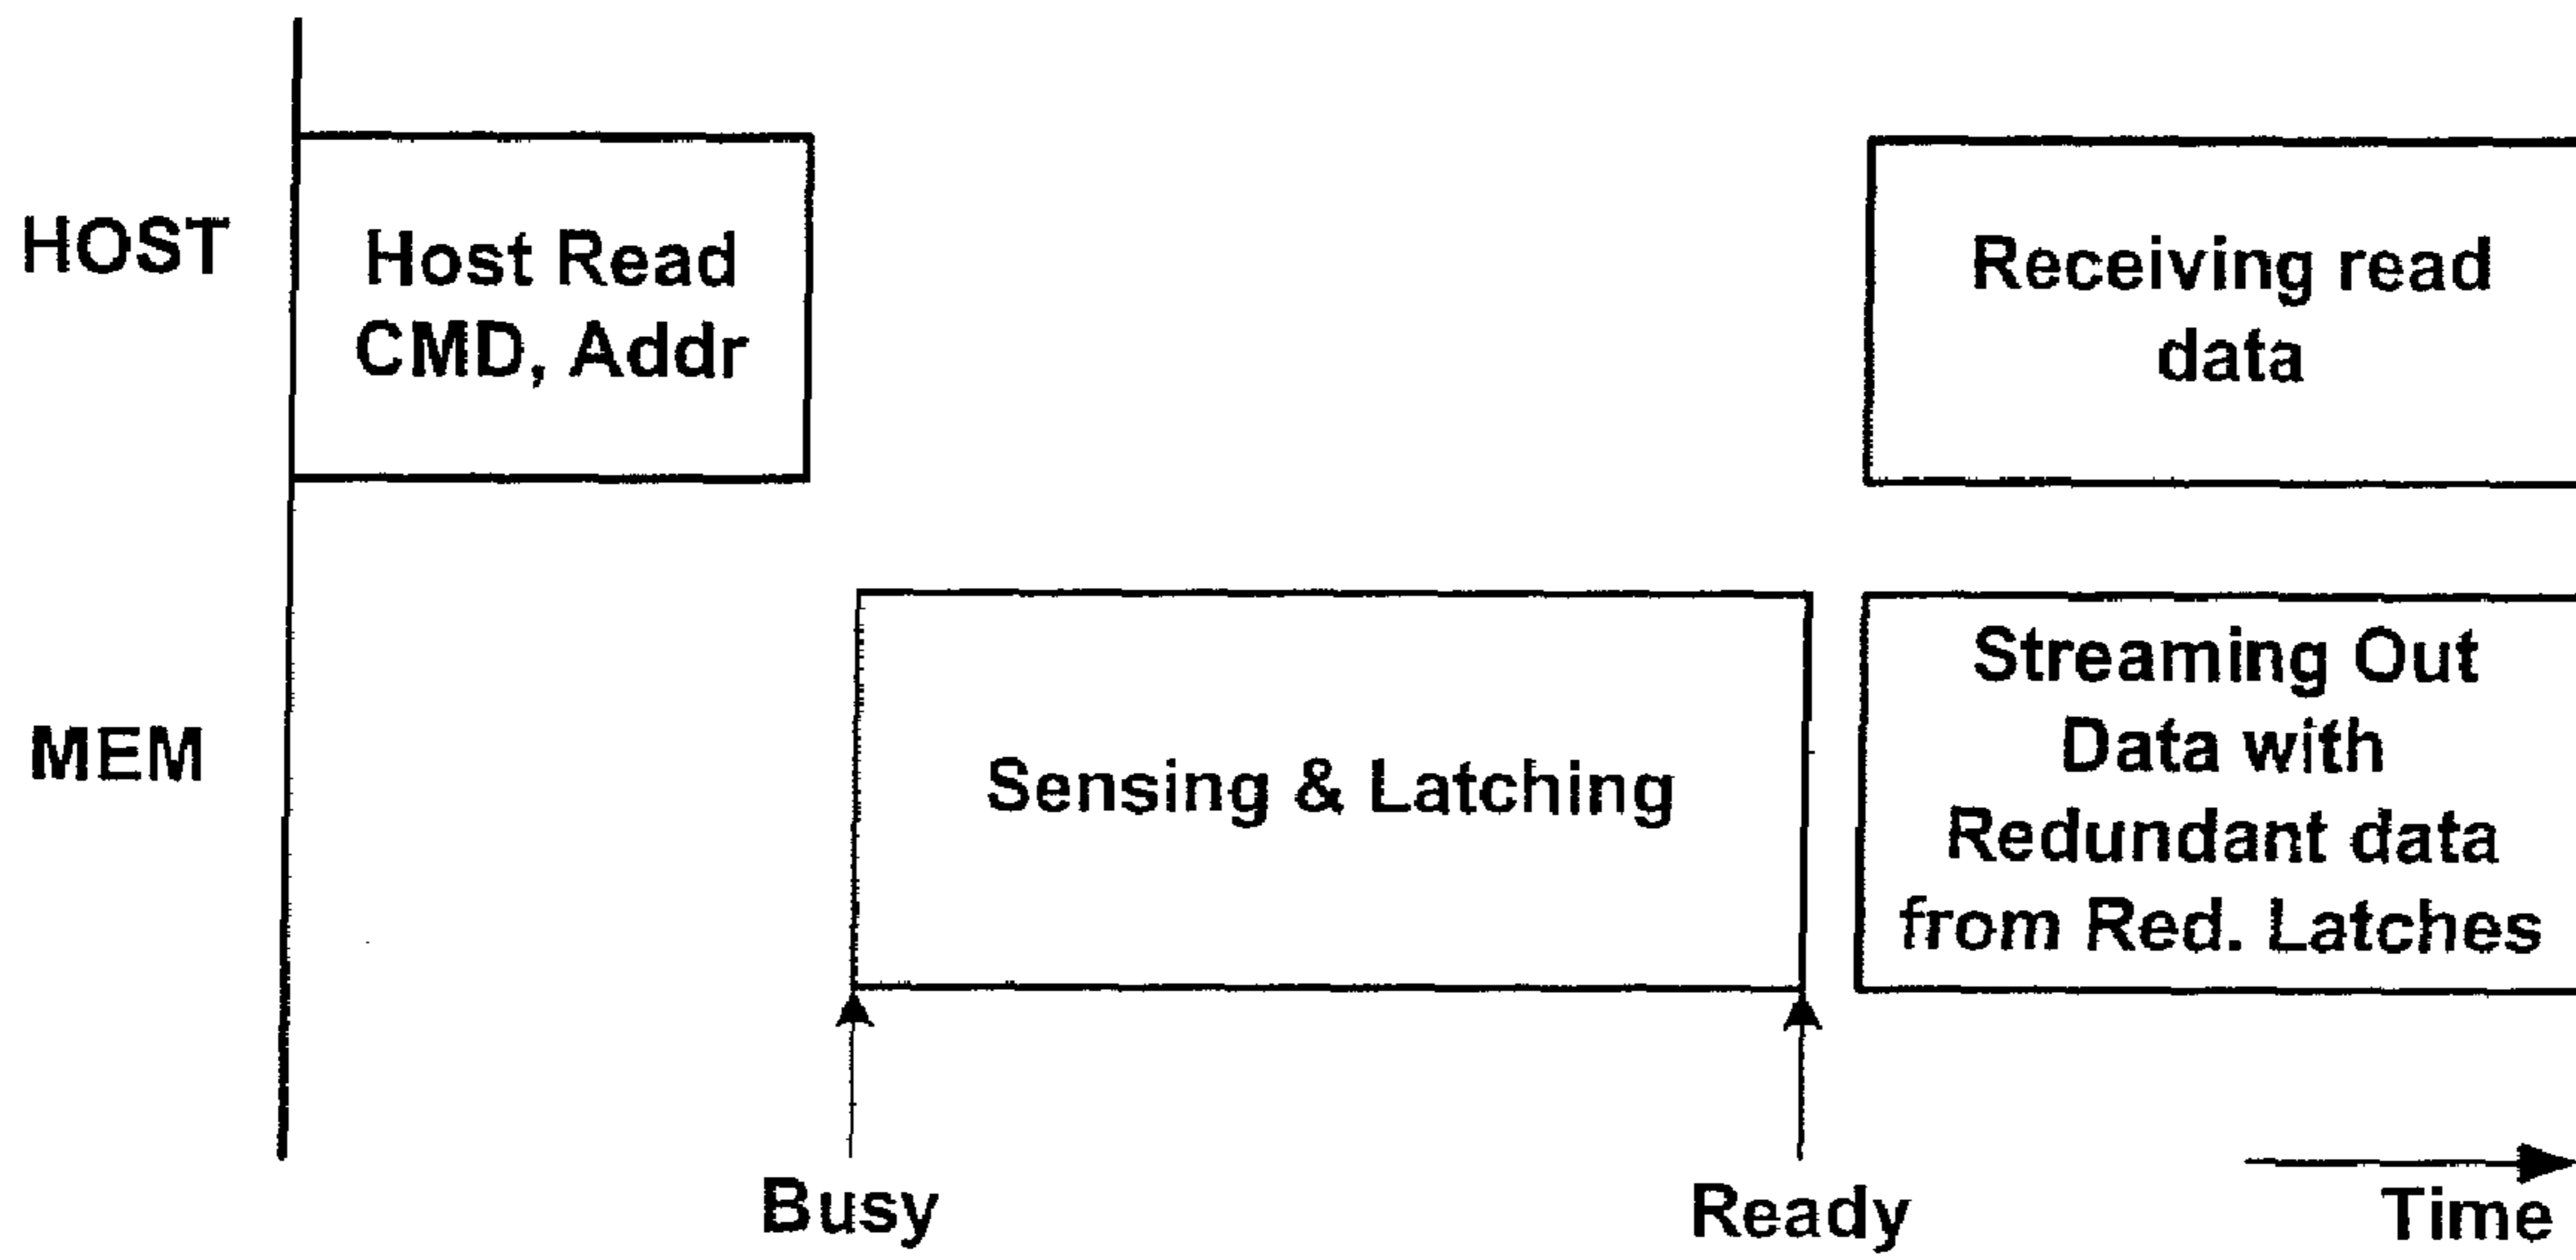 HOST
Host Read
CMD, Addr
Receiving read
data
MEM
Sensing & Latching
Streaming Out
Data with
Redundant data
from Red. Latches
Busy
Ready
Time